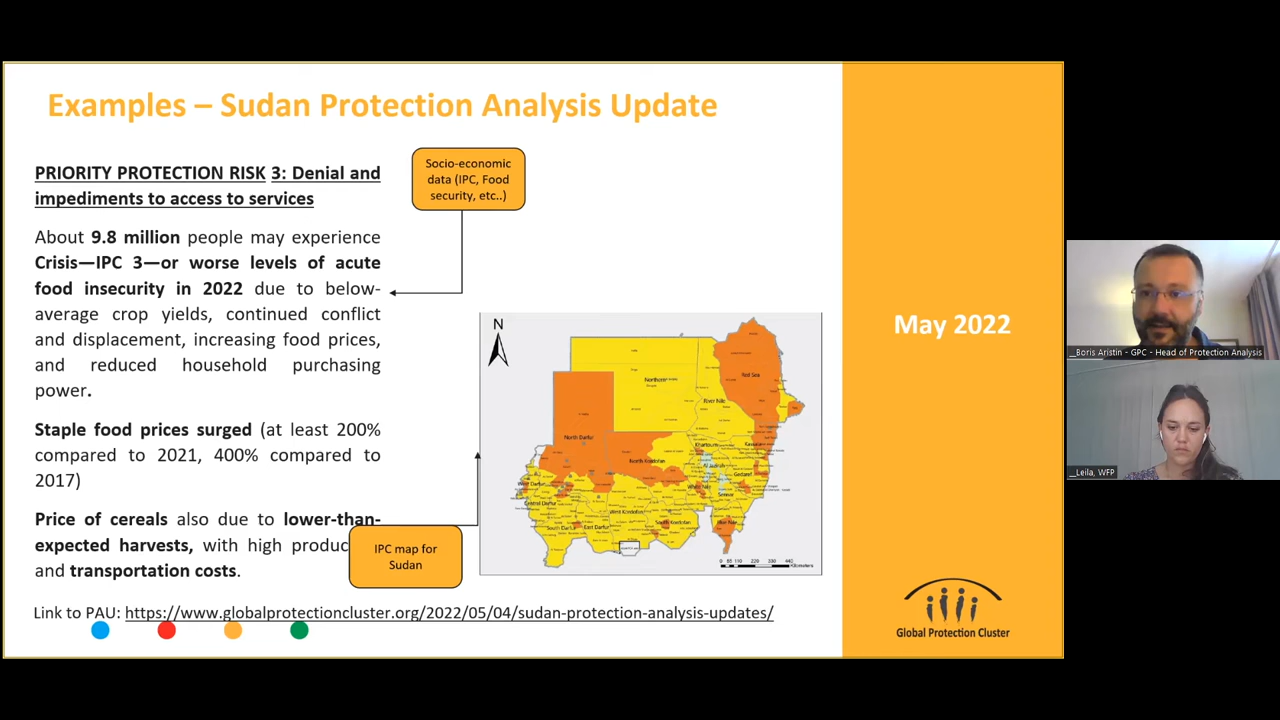 Examples – Sudan Protection Analysis Update
PRIORITY PROTECTION RISK 3: Denial and
impediments to access to services
About 9.8 million people may experience
Crisis—IPC 3—or worse levels of acute
food insecurity in 2022 due to below-
average crop yields, continued conflict
and displacement, increasing food prices,
and reduced household purchasing
power.
Staple food prices surged (at least 200%
compared to 2021, 400% compared to
2017)
Price of cereals also due to lower-than-
expected harvests, with high produc
and transportation costs.
Socio-economic
data (IPC, Food
security, etc..)
IPC map for
Sudan
N
Northern
Red Sea
River Nile
North Darfur
North Kordofan
Khartoum
Kassala
Al Jazirah
Gedaref
White Nile
Sennar
West Darfur
Central Darfur
West Kordofan
South Kordofan
Blue Nile
South Darfur
East Darfur
Kilometers
Link to PAU: https://www.globalprotectioncluster.org/2022/05/04/sudan-protection-analysis-updates/
May 2022
Global Protection Cluster
__Boris Aristin - GPC - Head of Protection Analysis
__Leila, WFP